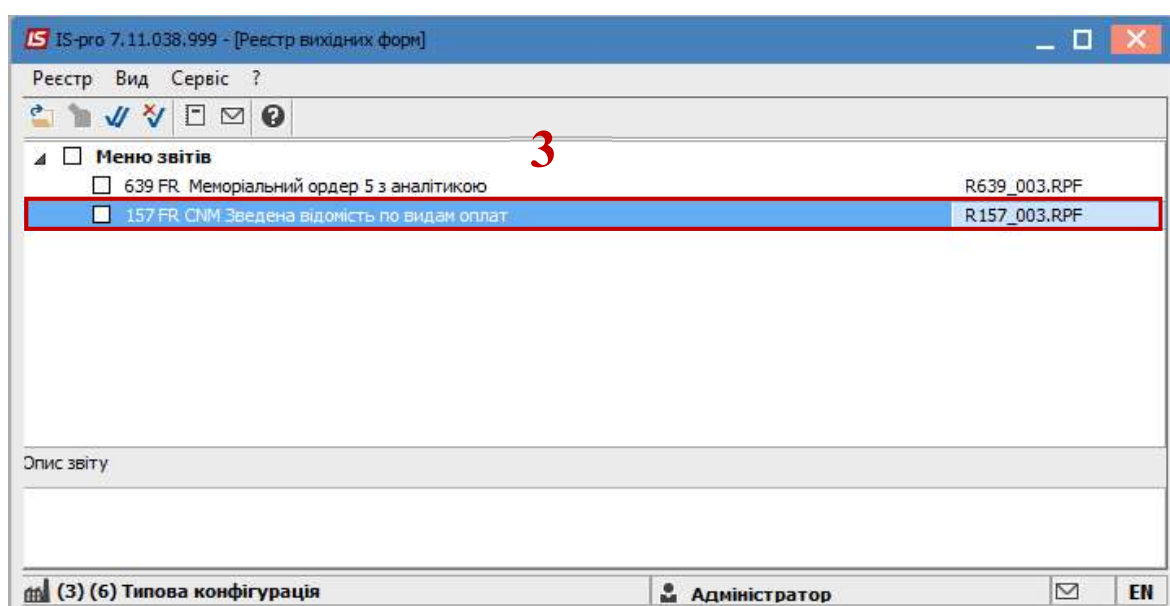 IS-pro 7.11.038.999 - [Реєстр вихідних форм]
Реєстр Вид Сервіс ?
3
Меню звітів
639 FR Меморіальний ордер 5 з аналітикою R639_003.RPF
157 FR CNM Зведена відомість по видам оплат R157_003.RPF
Опис звіту
(3) (6) Типова конфігурація Адміністратор EN